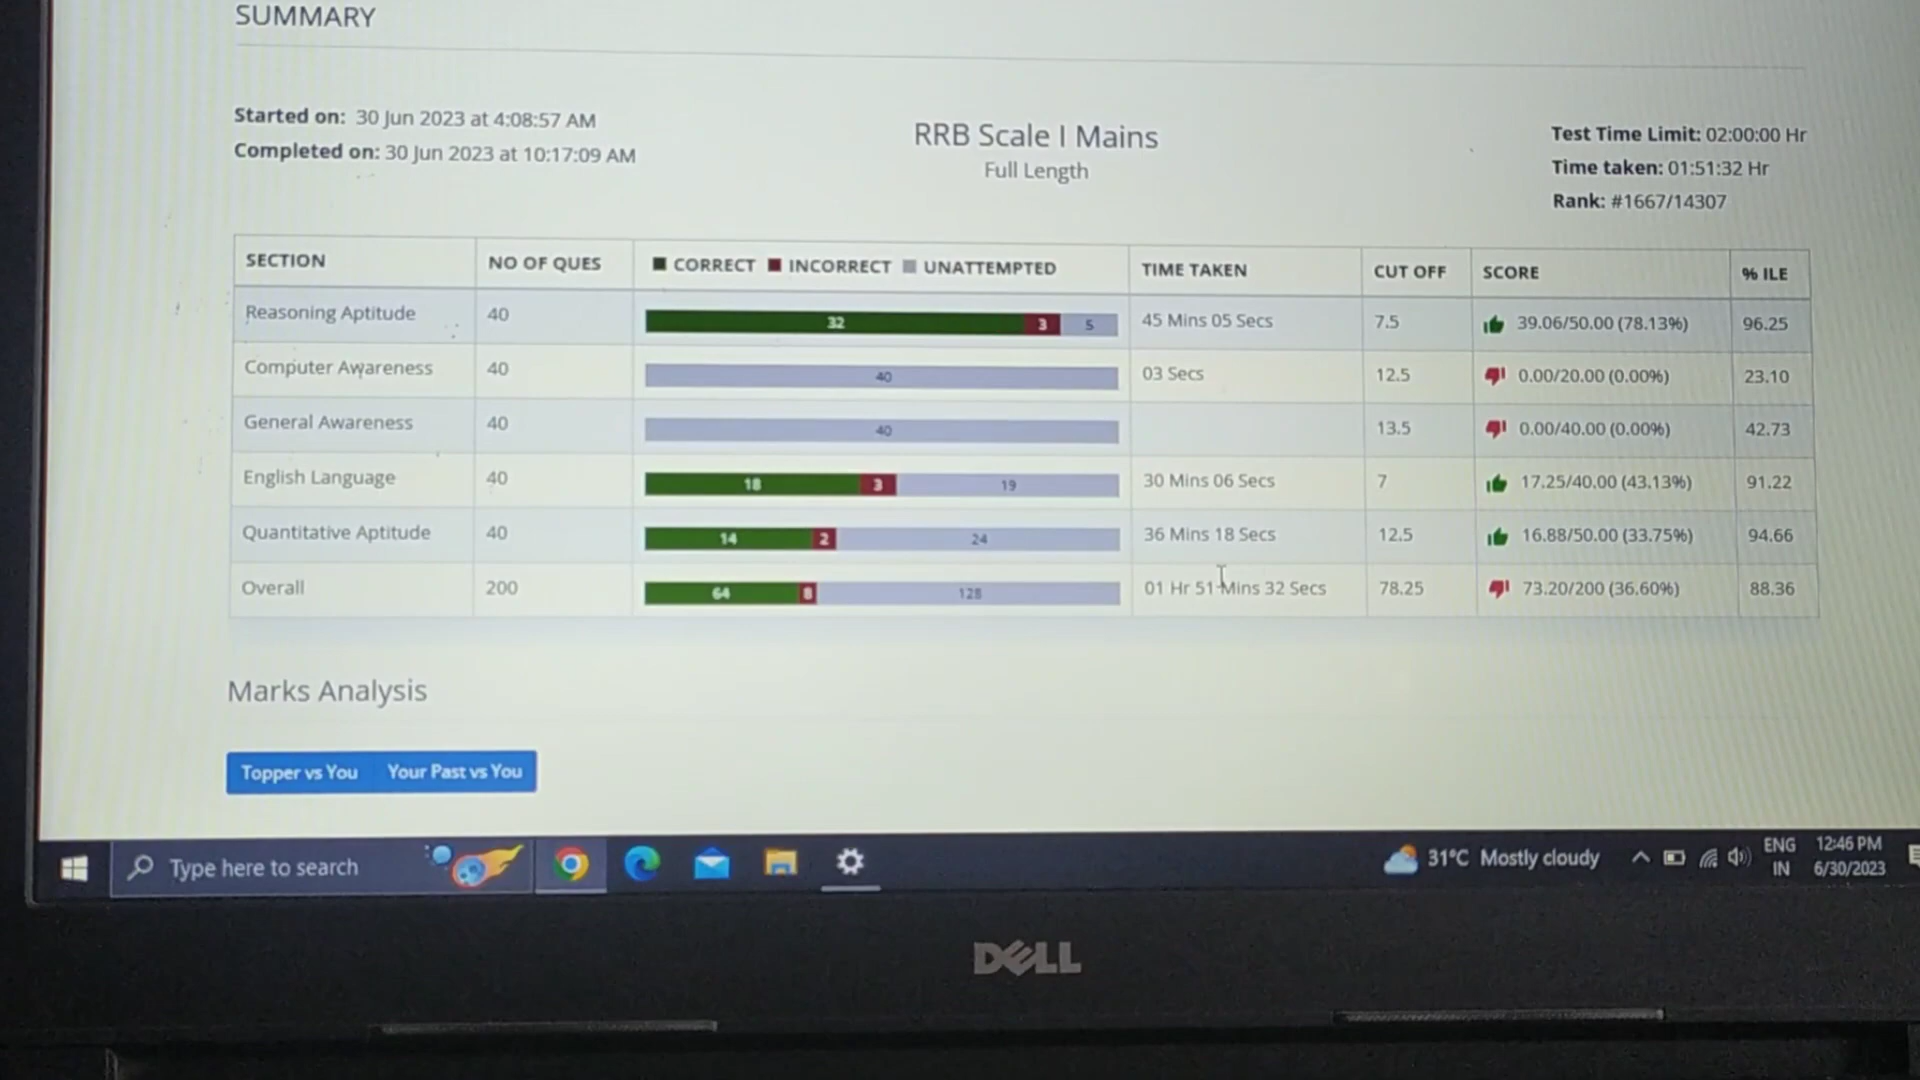 SUMMARY
Started on: 30 Jun 2023 at 4:08:57 AM
Completed on: 30 Jun 2023 at 10:17:09 AM
RRB Scale I Mains
Full Length
Test Time Limit: 02:00:00 Hr
Time taken: 01:51:32 Hr
Rank: #1667/14307
SECTION NO OF QUES CORRECT INCORRECT UNATTEMPTED TIME TAKEN CUT OFF SCORE % ILE
Reasoning Aptitude 40 32 3 5 45 Mins 05 Secs 7.5 39.06/50.00 (78.13%) 96.25
Computer Awareness 40 40 03 Secs 12.5 0.00/20.00 (0.00%) 23.10
General Awareness 40 40 13.5 0.00/40.00 (0.00%) 42.73
English Language 40 18 3 19 30 Mins 06 Secs 7 17.25/40.00 (43.13%) 91.22
Quantitative Aptitude 40 14 2 24 36 Mins 18 Secs 12.5 16.88/50.00 (33.75%) 94.66
Overall 200 64 8 128 01 Hr 51 Mins 32 Secs 78.25 73.20/200 (36.60%) 88.36
Marks Analysis
Topper vs You Your Past vs You
Type here to search
31°C Mostly cloudy
ENG
IN
12:46 PM
6/30/2023
DELL